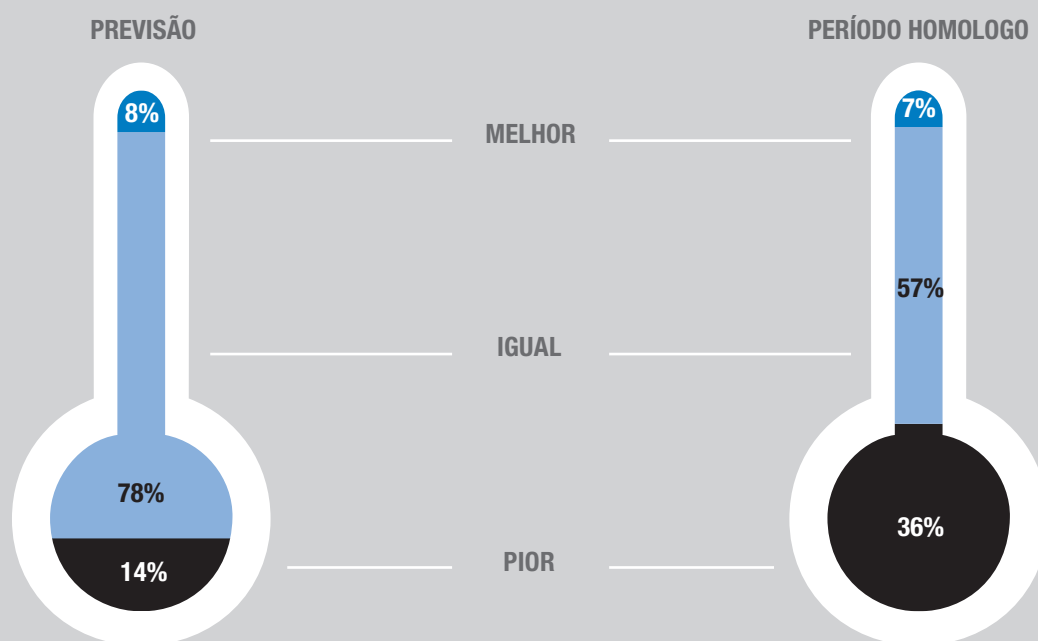 PREVISÃO
PERÍODO HOMOLOGO
8%
7%
MELHOR
57%
IGUAL
78%
36%
PIOR
14%